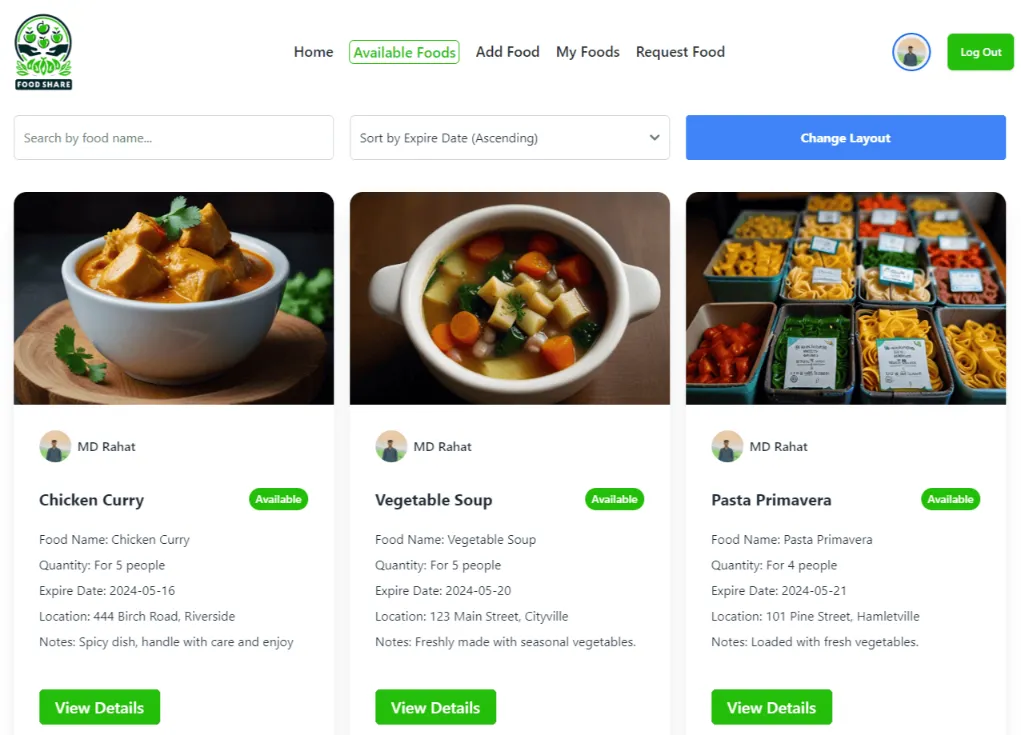 FOOD SHARE
Home
Available Foods
Add Food
My Foods
Request Food
Log Out
Search by food name...
Sort by Expire Date (Ascending)
Change Layout
MD Rahat
Chicken Curry
Available
Food Name: Chicken Curry
Quantity: For 5 people
Expire Date: 2024-05-16
Location: 444 Birch Road, Riverside
Notes: Spicy dish, handle with care and enjoy
View Details
MD Rahat
Vegetable Soup
Available
Food Name: Vegetable Soup
Quantity: For 5 people
Expire Date: 2024-05-20
Location: 123 Main Street, Cityville
Notes: Freshly made with seasonal vegetables.
View Details
MD Rahat
Pasta Primavera
Available
Food Name: Pasta Primavera
Quantity: For 4 people
Expire Date: 2024-05-21
Location: 101 Pine Street, Hamletville
Notes: Loaded with fresh vegetables.
View Details